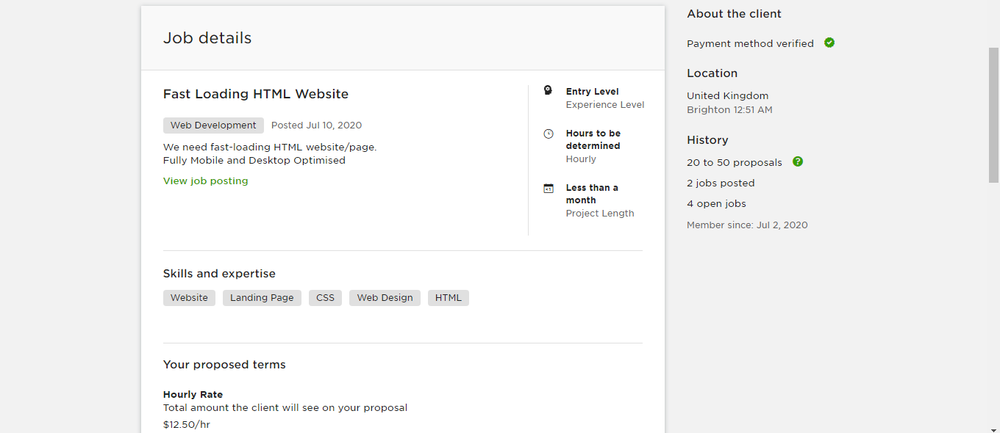 Job details
Fast Loading HTML Website
Web Development Posted Jul 10, 2020
We need fast-loading HTML website/page.
Fully Mobile and Desktop Optimised
View job posting
Entry Level
Experience Level
Hours to be
determined
Hourly
Less than a
month
Project Length
Skills and expertise
Website Landing Page CSS Web Design HTML
Your proposed terms
Hourly Rate
Total amount the client will see on your proposal
$12.50/hr
About the client
Payment method verified
Location
United Kingdom
Brighton 12:51 AM
History
20 to 50 proposals
2 jobs posted
4 open jobs
Member since: Jul 2, 2020